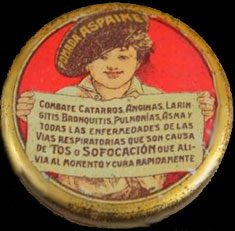 POMADA ASPAIME
COMBATE CATARROS, ANGINAS, LARIN-
GITIS, BRONQUITIS, PULMONÍAS, ASMA Y
TODAS LAS ENFERMEDADES DE LAS
VÍAS RESPIRATORIAS QUE SON CAUSA
DE TOS O SOFOCACIÓN QUE ALI-
VIA AL MOMENTO Y CURA RAPIDAMENTE